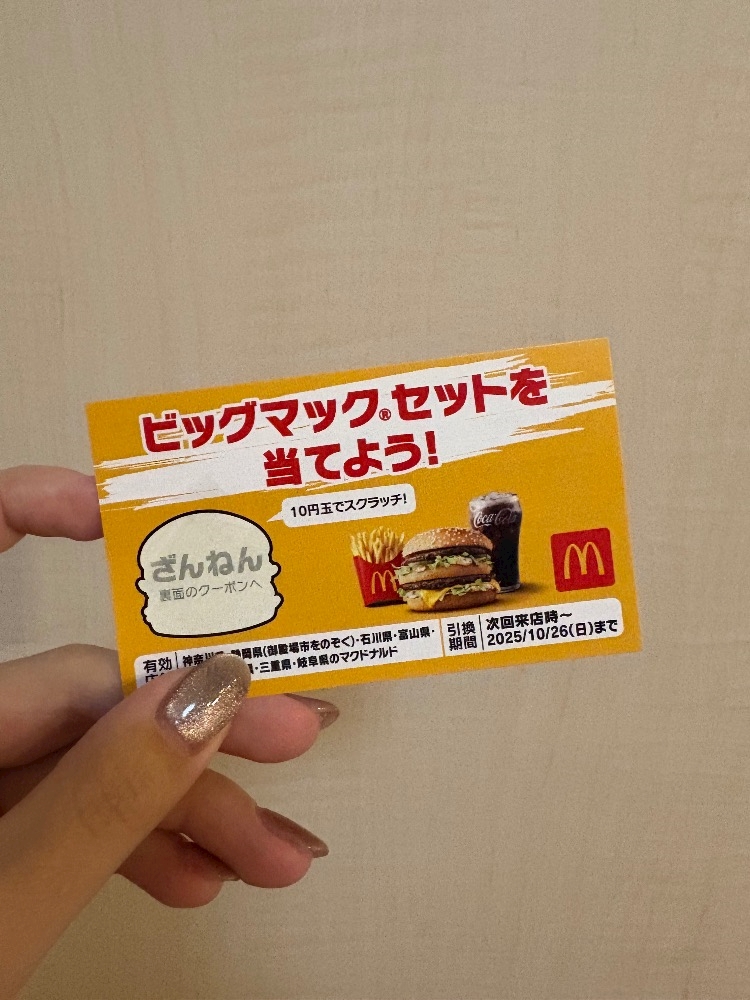 ビッグマック®セットを
当てよう!
10円玉でスクラッチ!
Coca-Cola
ざんねん
裏面のクーポンへ
有効
神奈川 岡県(御殿場市をのぞく)・石川県・富山県・
県・三重県・岐阜県のマクドナルド
引換
期間
次回来店時～
2025/10/26(日)まで